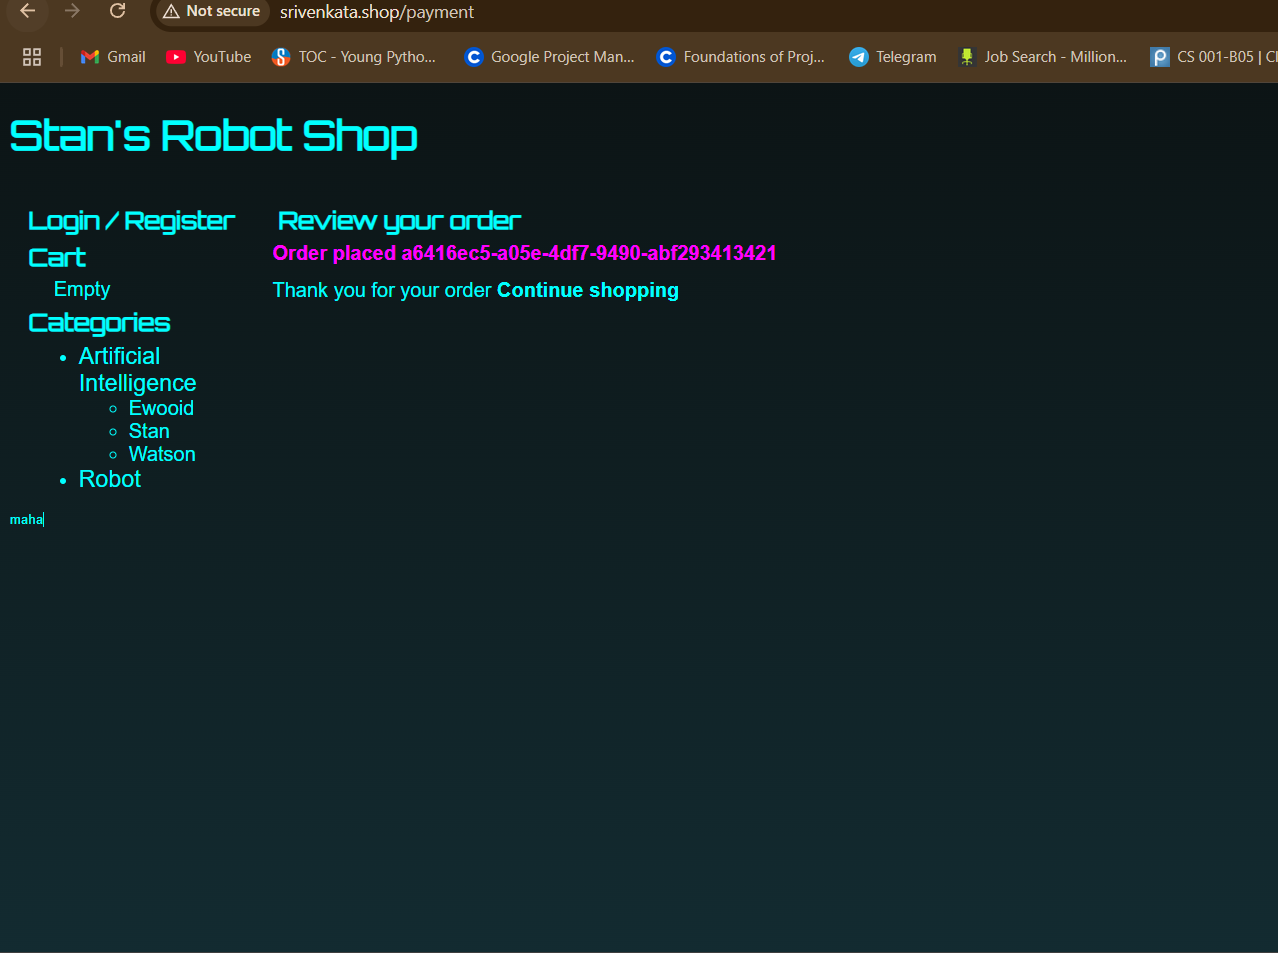 Not secure srivenkata.shop/payment
Gmail YouTube TOC - Young Pytho... Google Project Man... Foundations of Proj... Telegram Job Search - Million... CS 001-B05 |
Stan's Robot Shop
Login / Register
Cart
Empty
Categories
Artificial
Intelligence
Ewooid
Stan
Watson
Robot
Review your order
Order placed a6416ec5-a05e-4df7-9490-abf293413421
Thank you for your order Continue shopping
maha